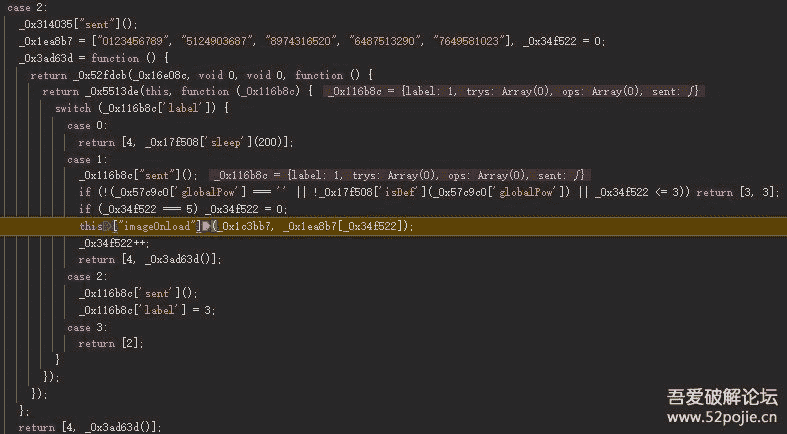 case 2:
_0x314035["sent"]();
_0x1ea8b7 = ["0123456789", "5124903687", "8974316520", "6487513290", "7649581023"], _0x34f522 = 0;
_0x3ad63d = function () {
return _0x52fdcb(_0x16e08c, void 0, void 0, function () {
return _0x5513de(this, function (_0x116b8c) { _0x116b8c = {label: 1, trys: Array(0), ops: Array(0), sent: ƒ}
switch (_0x116b8c['label']) {
case 0:
return [4, _0x17f508['sleep'](200)];
case 1:
_0x116b8c["sent"](); _0x116b8c = {label: 1, trys: Array(0), ops: Array(0), sent: ƒ}
if (!(_0x57c9c0['globalPow'] === '' || !_0x17f508['isDef'](_0x57c9c0['globalPow']) || _0x34f522 <= 3)) return [3, 3];
if (_0x34f522 === 5) _0x34f522 = 0;
this["imageOnload"](_0x1c3bb7, _0x1ea8b7[_0x34f522]);
_0x34f522++;
return [4, _0x3ad63d()];
case 2:
_0x116b8c['sent']();
_0x116b8c['label'] = 3;
case 3:
return [2];
}
});
});
};
return [4, _0x3ad63d()];
吾爱破解论坛
www.52pojie.cn